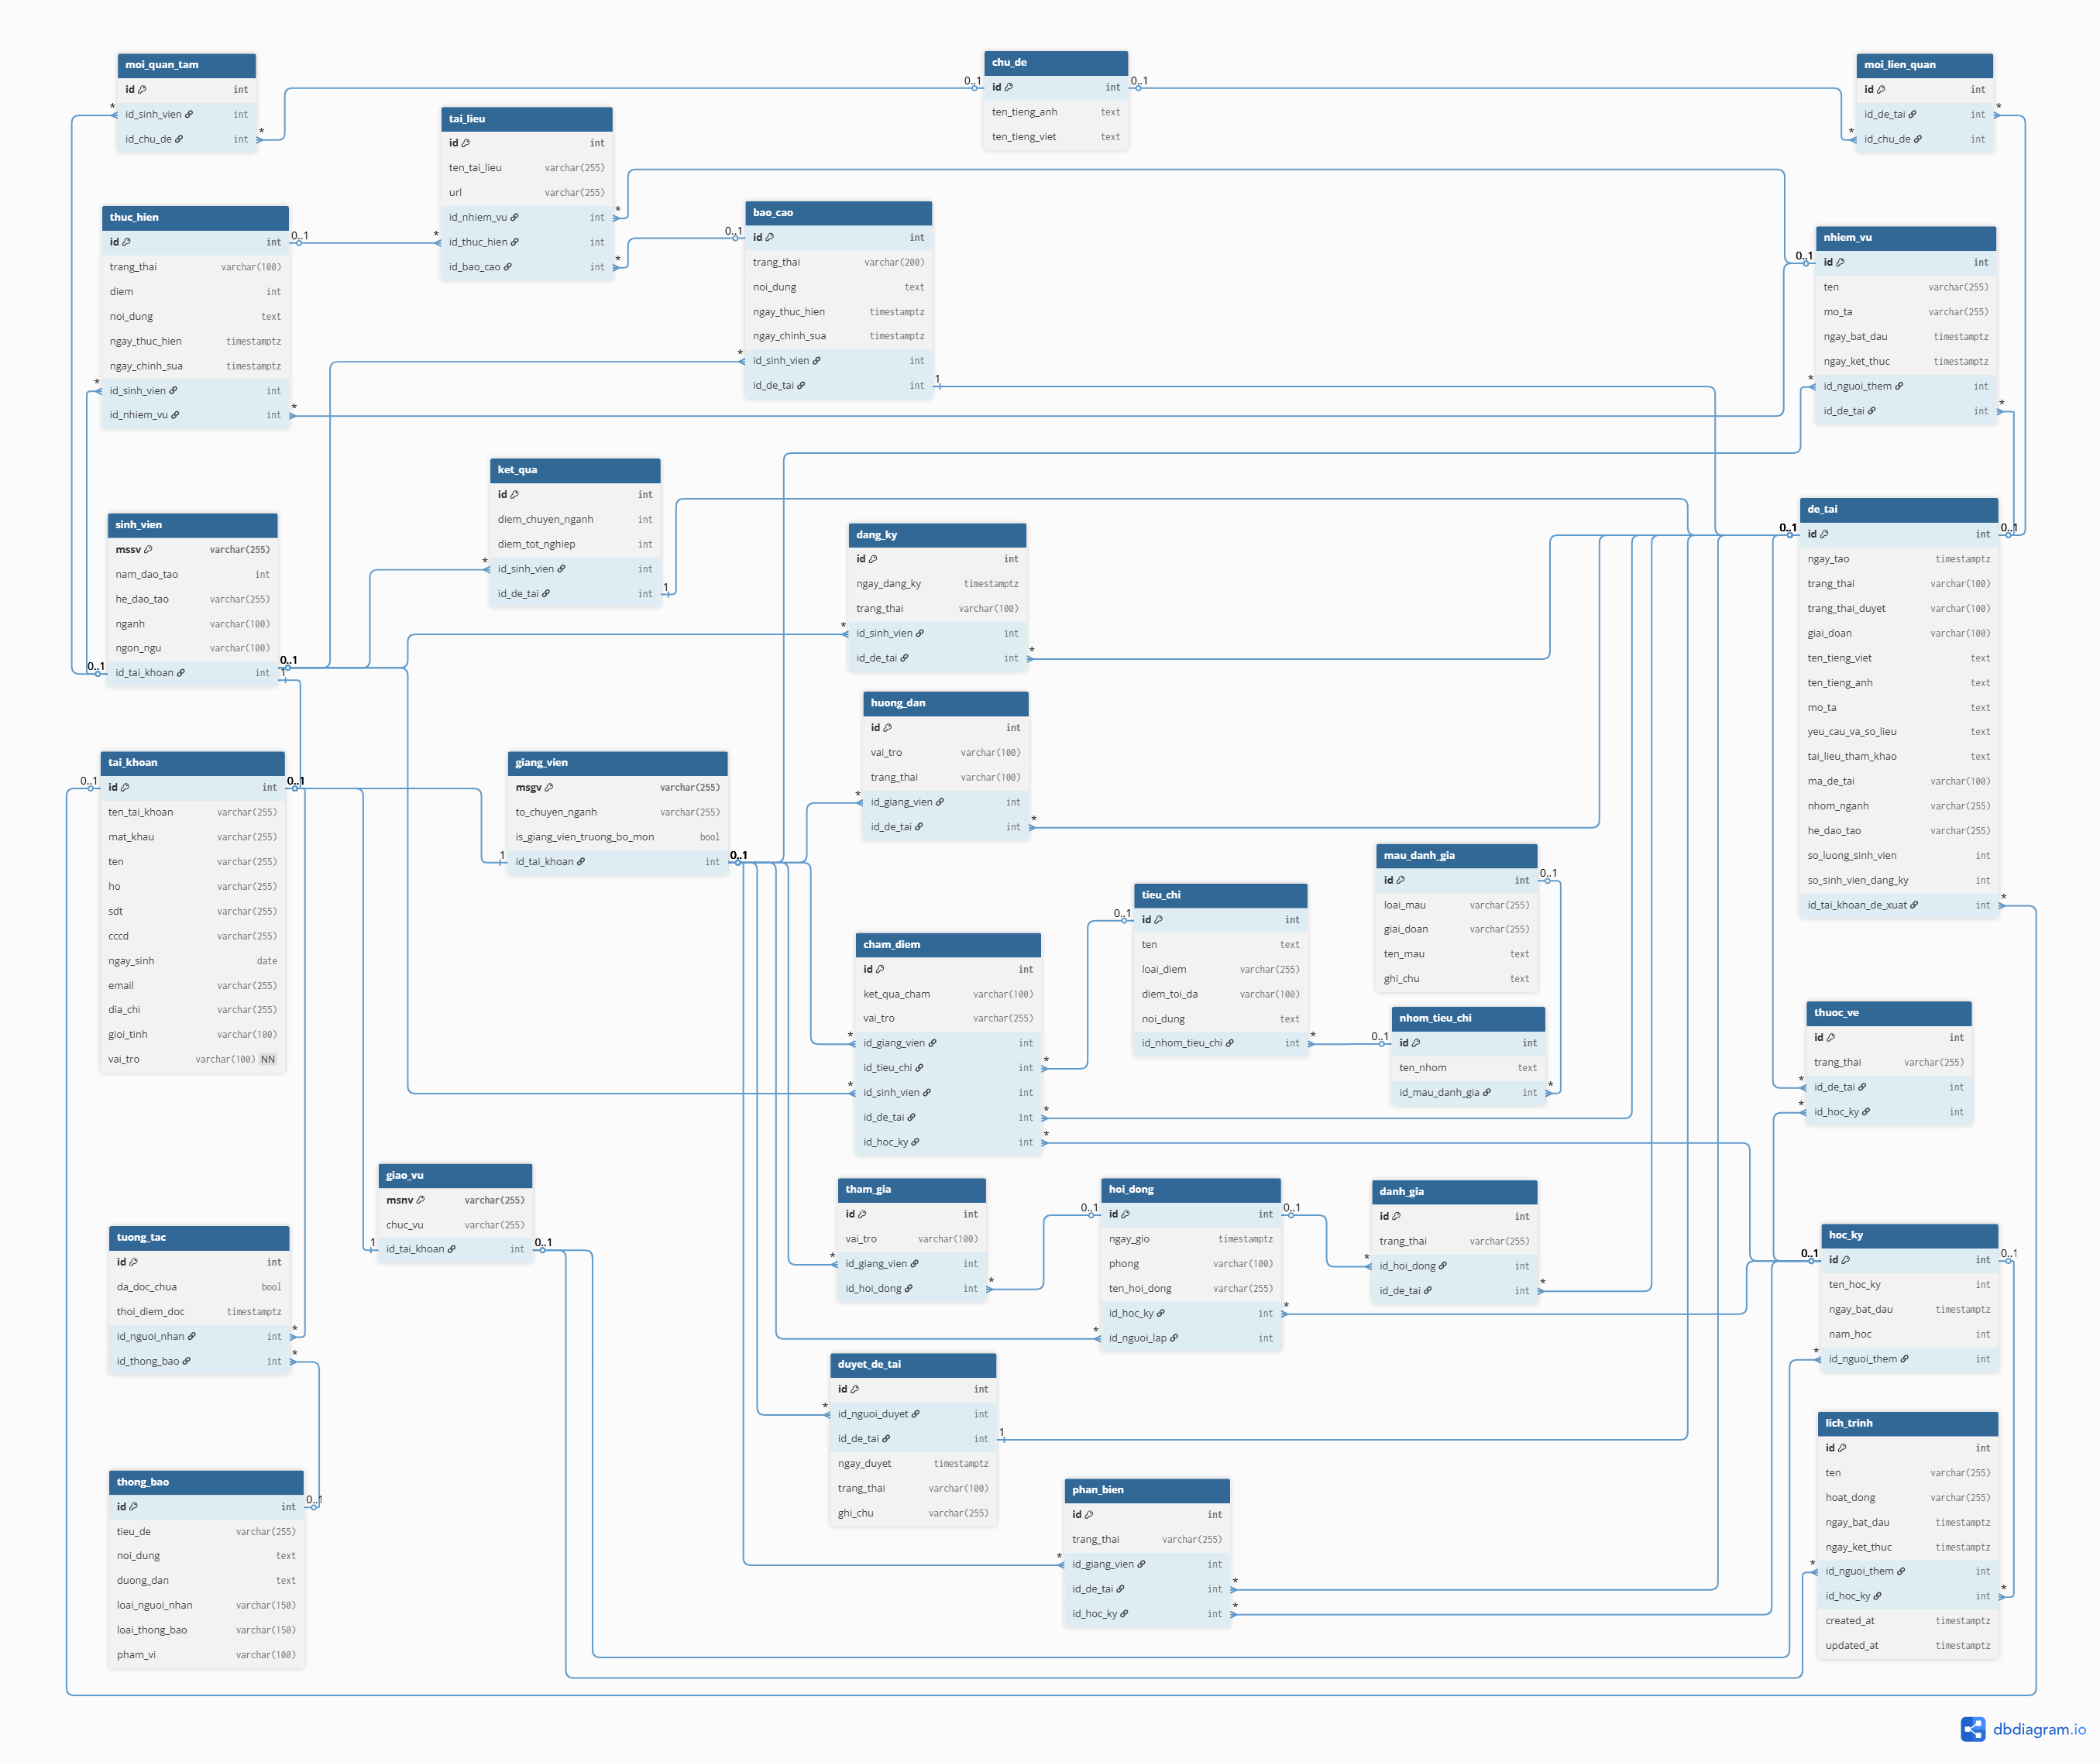 moi_quan_tam
id int
id_sinh_vien int
id_chu_de int
chu_de
id int
ten_tieng_anh text
ten_tieng_viet text
moi_lien_quan
id int
id_de_tai int
id_chu_de int
tai_lieu
id int
ten_tai_lieu varchar(255)
url varchar(255)
id_nhiem_vu int
id_thuc_hien int
id_bao_cao int
thuc_hien
id int
trang_thai varchar(100)
diem int
noi_dung text
ngay_thuc_hien timestamptz
ngay_chinh_sua timestamptz
id_sinh_vien int
id_nhiem_vu int
bao_cao
id int
trang_thai varchar(200)
noi_dung text
ngay_thuc_hien timestamptz
ngay_chinh_sua timestamptz
id_sinh_vien int
id_de_tai int
nhiem_vu
id int
ten varchar(255)
mo_ta varchar(255)
ngay_bat_dau timestamptz
ngay_ket_thuc timestamptz
id_nguoi_them int
id_de_tai int
ket_qua
id int
diem_chuyen_nganh int
diem_tot_nghiep int
id_sinh_vien int
id_de_tai int
sinh_vien
mssv varchar(255)
nam_dao_tao int
he_dao_tao varchar(255)
nganh varchar(100)
ngon_ngu varchar(100)
id_tai_khoan int
dang_ky
id int
ngay_dang_ky timestamptz
trang_thai varchar(100)
id_sinh_vien int
id_de_tai int
de_tai
id int
ngay_tao timestamptz
trang_thai varchar(100)
trang_thai_duyet varchar(100)
giai_doan varchar(100)
ten_tieng_viet text
ten_tieng_anh text
mo_ta text
yeu_cau_va_so_lieu text
tai_lieu_tham_khao text
ma_de_tai varchar(100)
nhom_nganh varchar(255)
he_dao_tao varchar(255)
so_luong_sinh_vien int
so_sinh_vien_dang_ky int
id_tai_khoan_de_xuat int
huong_dan
id int
vai_tro varchar(100)
trang_thai varchar(100)
id_giang_vien int
id_de_tai int
tai_khoan
id int
ten_tai_khoan varchar(255)
mat_khau varchar(255)
ten varchar(255)
ho varchar(255)
sdt varchar(255)
cccd varchar(255)
ngay_sinh date
email varchar(255)
dia_chi varchar(255)
gioi_tinh varchar(100)
vai_tro varchar(100) NN
giang_vien
msgv varchar(255)
to_chuyen_nganh varchar(255)
is_giang_vien_truong_bo_mon bool
id_tai_khoan int
mau_danh_gia
id int
loai_mau varchar(255)
giai_doan varchar(255)
ten_mau text
ghi_chu text
tieu_chi
id int
ten text
loai_diem varchar(255)
diem_toi_da varchar(100)
noi_dung text
id_nhom_tieu_chi int
cham_diem
id int
ket_qua_cham varchar(100)
vai_tro varchar(255)
id_giang_vien int
id_tieu_chi int
id_sinh_vien int
id_de_tai int
id_hoc_ky int
nhom_tieu_chi
id int
ten_nhom text
id_mau_danh_gia int
thuoc_ve
id int
trang_thai varchar(255)
id_de_tai int
id_hoc_ky int
giao_vu
msnv varchar(255)
chuc_vu varchar(255)
id_tai_khoan int
tham_gia
id int
vai_tro varchar(100)
id_giang_vien int
id_hoi_dong int
hoi_dong
id int
ngay_gio timestamptz
phong varchar(100)
ten_hoi_dong varchar(255)
id_hoc_ky int
id_nguoi_lap int
danh_gia
id int
trang_thai varchar(255)
id_hoi_dong int
id_de_tai int
tuong_tac
id int
da_doc_chua bool
thoi_diem_doc timestamptz
id_nguoi_nhan int
id_thong_bao int
hoc_ky
id int
ten_hoc_ky int
ngay_bat_dau timestamptz
nam_hoc int
id_nguoi_them int
duyet_de_tai
id int
id_nguoi_duyet int
id_de_tai int
ngay_duyet timestamptz
trang_thai varchar(100)
ghi_chu varchar(255)
lich_trinh
id int
ten varchar(255)
hoat_dong varchar(255)
ngay_bat_dau timestamptz
ngay_ket_thuc timestamptz
id_nguoi_them int
id_hoc_ky int
created_at timestamptz
updated_at timestamptz
thong_bao
id int
tieu_de varchar(255)
noi_dung text
duong_dan text
loai_nguoi_nhan varchar(150)
loai_thong_bao varchar(150)
pham_vi varchar(100)
phan_bien
id int
trang_thai varchar(255)
id_giang_vien int
id_de_tai int
id_hoc_ky int
dbdiagram.io